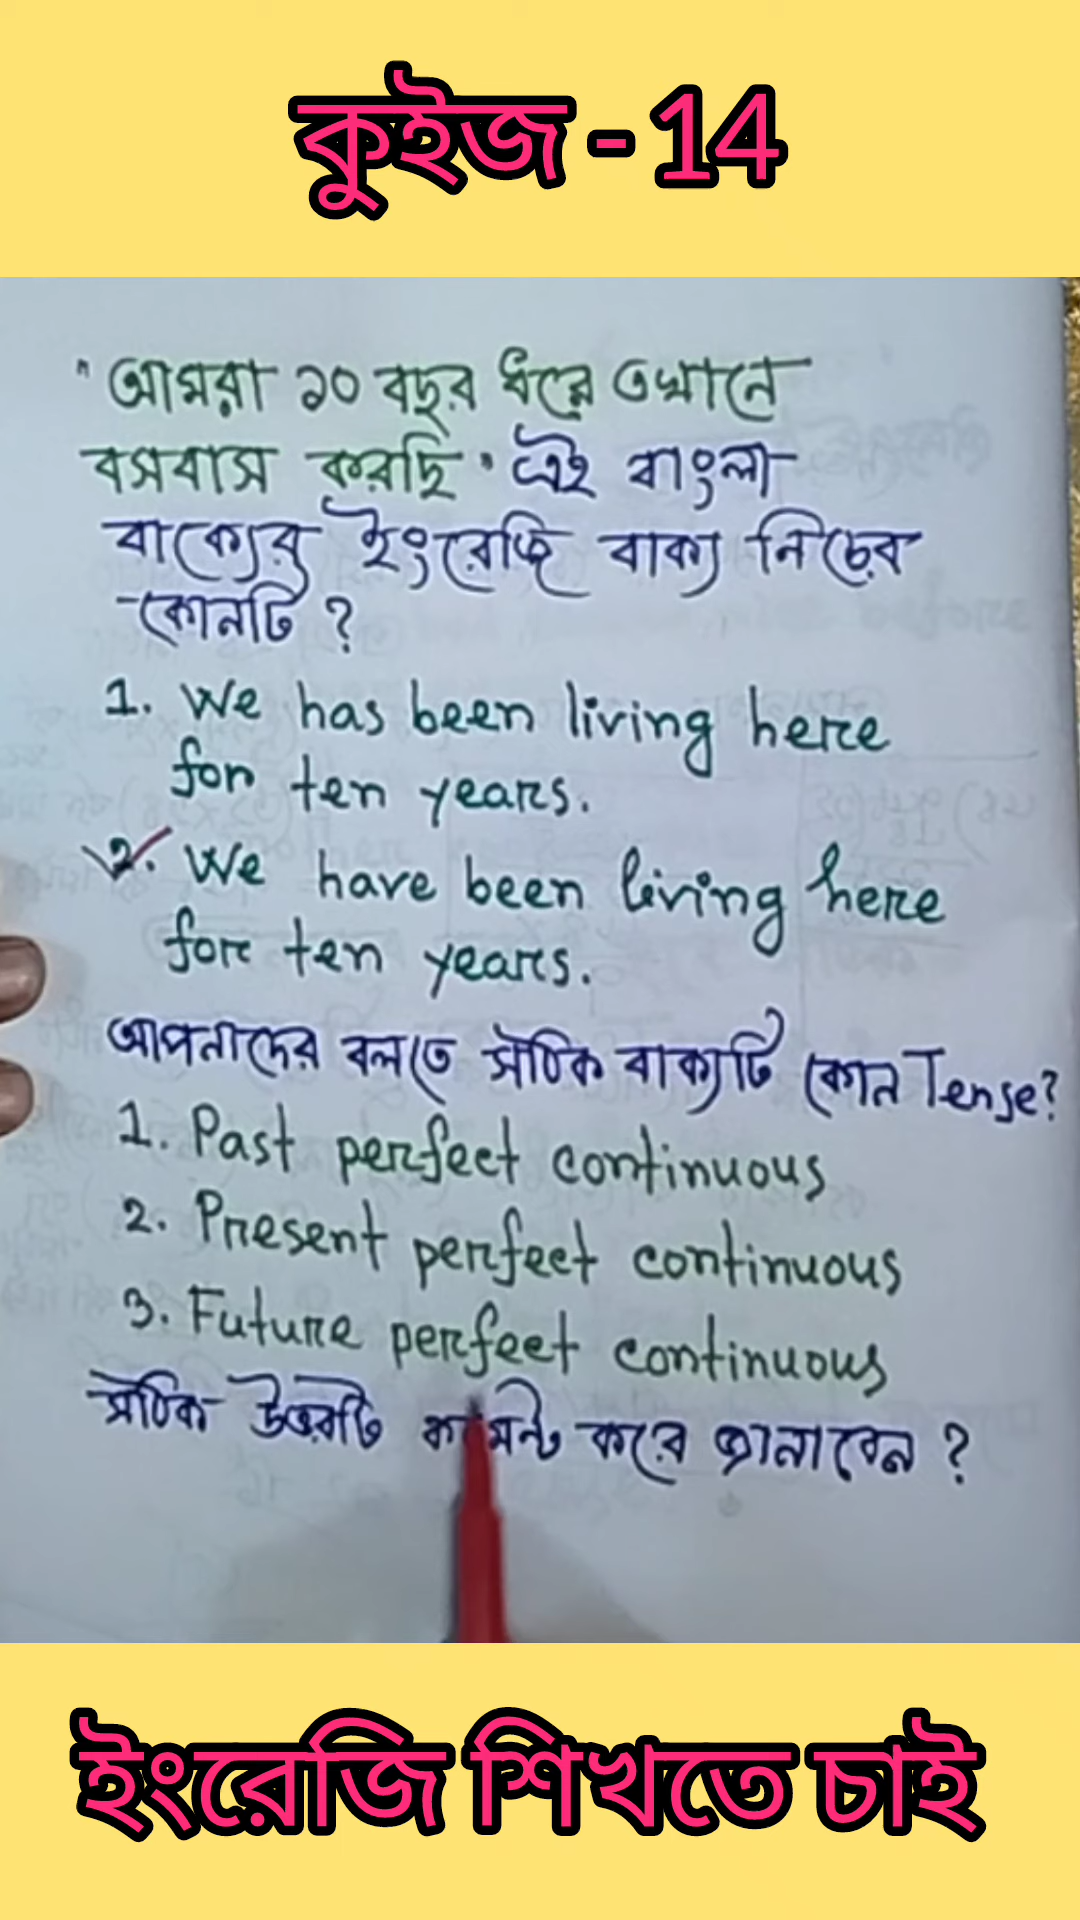 কুইজ - 14
"আমরা ১০ বছর ধরে ওখানে
বসবাস করছি" এই বাংলা
বাক্যের ইংরেজি বাক্য নিচের
কোনটি ?
1. We has been living here
for ten years.
2. We have been living here
for ten years.
আপনাদের বলতে সঠিক বাক্যটি কোন Tense?
1. Past perfect continuous
2. Present perfect continuous
3. Future perfect continuous
সঠিক উত্তরটি কমেন্ট করে জানাবেন ?
ইংরেজি শিখতে চাই